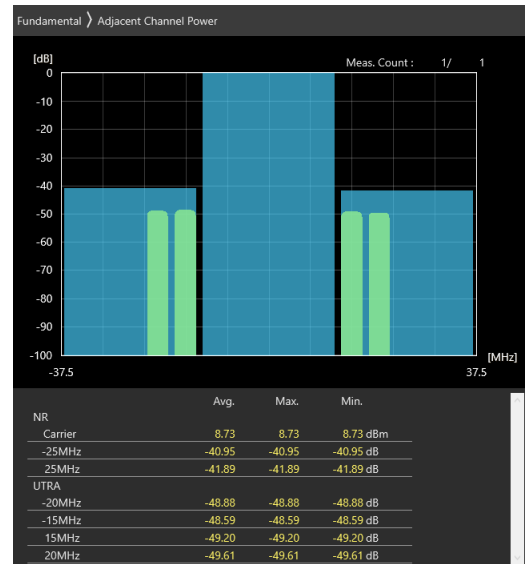 Fundamental ❯ Adjacent Channel Power
[dB]
Meas. Count : 1/ 1
0
-10
-20
-30
-40
-50
-60
-70
-80
-90
-100
[MHz]
-37.5 37.5
Avg. Max. Min.
NR
Carrier 8.73 8.73 8.73 dBm
-25MHz -40.95 -40.95 -40.95 dB
25MHz -41.89 -41.89 -41.89 dB
UTRA
-20MHz -48.88 -48.88 -48.88 dB
-15MHz -48.59 -48.59 -48.59 dB
15MHz -49.20 -49.20 -49.20 dB
20MHz -49.61 -49.61 -49.61 dB